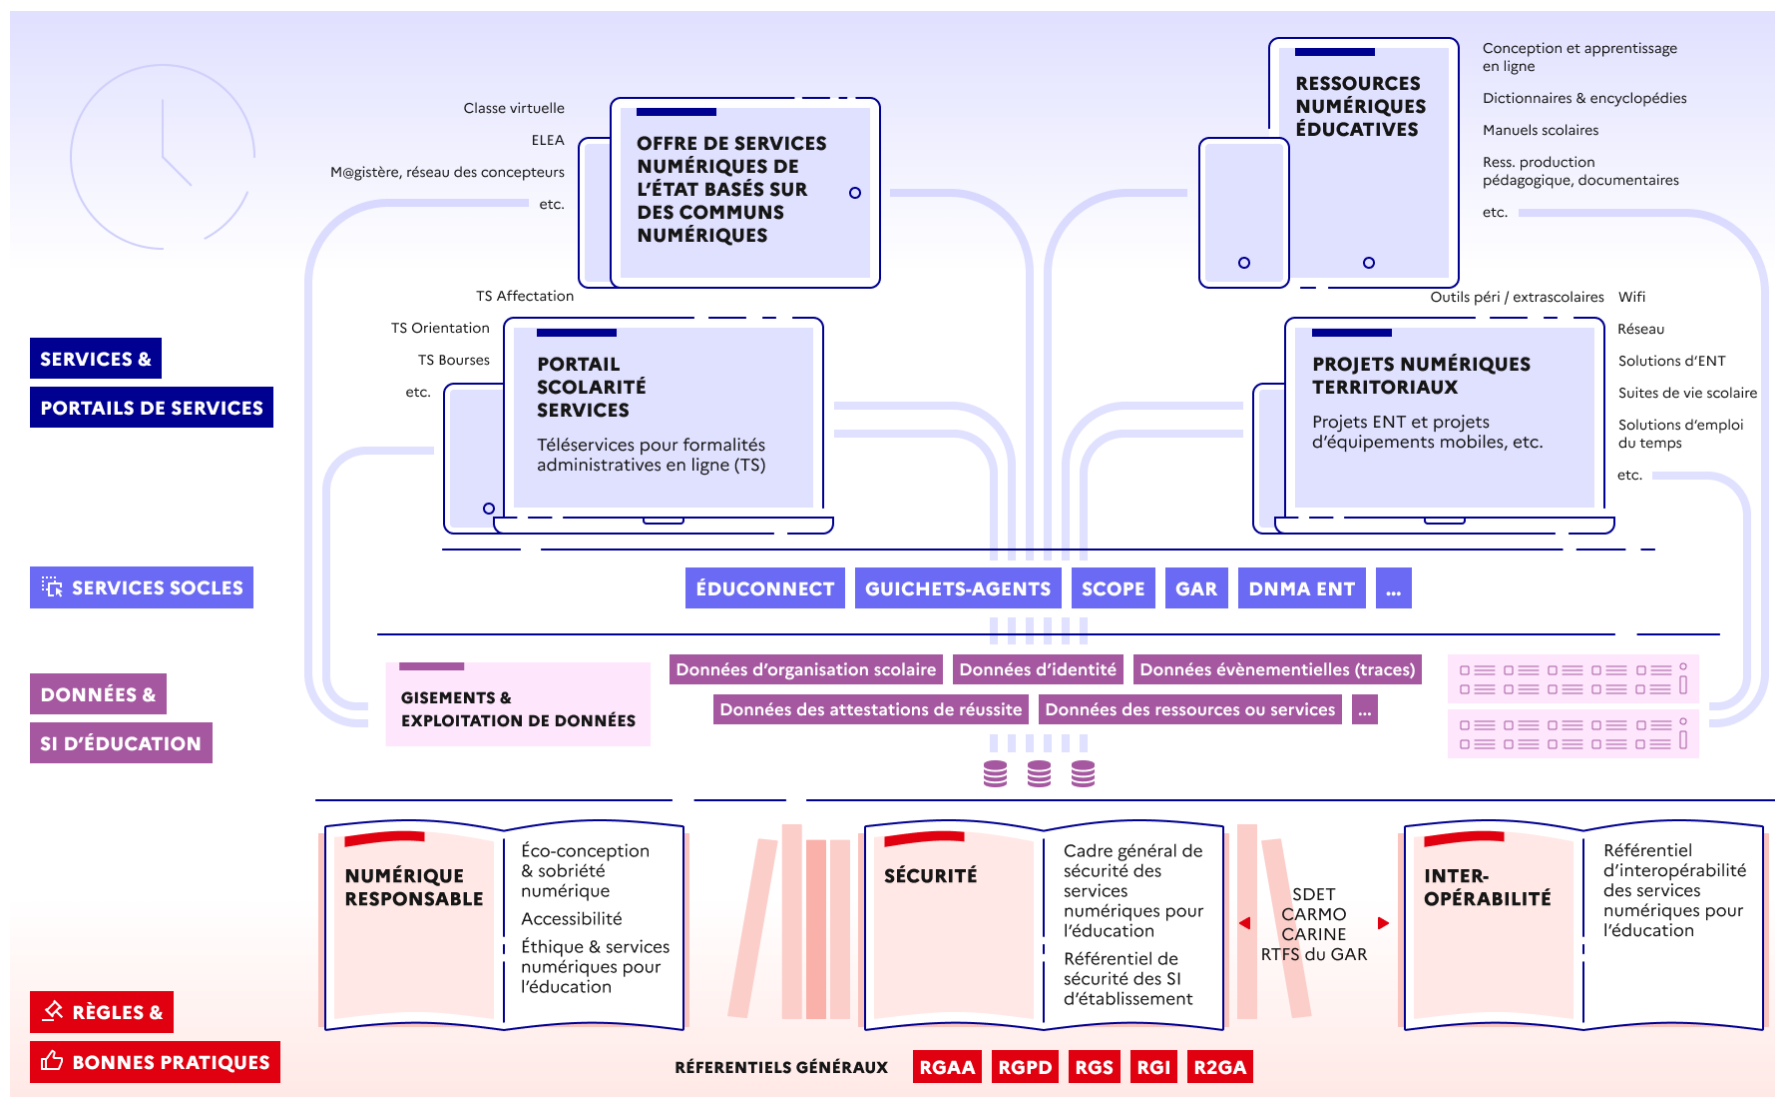 Classe virtuelle
ELEA
M@gistère, réseau des concepteurs
etc.
OFFRE DE SERVICES
NUMÉRIQUES DE
L'ÉTAT BASÉS SUR
DES COMMUNS
NUMÉRIQUES
RESSOURCES
NUMÉRIQUES
ÉDUCATIVES
Conception et apprentissage
en ligne
Dictionnaires & encyclopédies
Manuels scolaires
Ress. production
pédagogique, documentaires
etc.
SERVICES &
PORTAILS DE SERVICES
TS Affectation
TS Orientation
TS Bourses
etc.
PORTAIL
SCOLARITÉ
SERVICES
Téléservices pour formalités
administratives en ligne (TS)
PROJETS NUMÉRIQUES
TERRITORIAUX
Projets ENT et projets
d'équipements mobiles, etc.
Outils péri / extrascolaires
Wifi
Réseau
Solutions d'ENT
Suites de vie scolaire
Solutions d'emploi
du temps
etc.
SERVICES SOCLES
ÉDUCONNECT
GUICHETS-AGENTS
SCOPE
GAR
DNMA ENT
...
DONNÉES &
SI D'ÉDUCATION
GISEMENTS &
EXPLOITATION DE DONNÉES
Données d'organisation scolaire
Données d'identité
Données évènementielles (traces)
Données des attestations de réussite
Données des ressources ou services
...
RÈGLES &
BONNES PRATIQUES
NUMÉRIQUE
RESPONSABLE
Éco-conception
& sobriété
numérique
Accessibilité
Éthique & services
numériques pour
l'éducation
SÉCURITÉ
Cadre général de
sécurité des
services
numériques pour
l'éducation
Référentiel de
sécurité des SI
d'établissement
SDET
CARMO
CARINE
RTFS du GAR
INTER-
OPÉRABILITÉ
Référentiel
d'interopérabilité
des services
numériques pour
l'éducation
RÉFERENTIELS GÉNÉRAUX
RGAA
RGPD
RGS
RGI
R2GA